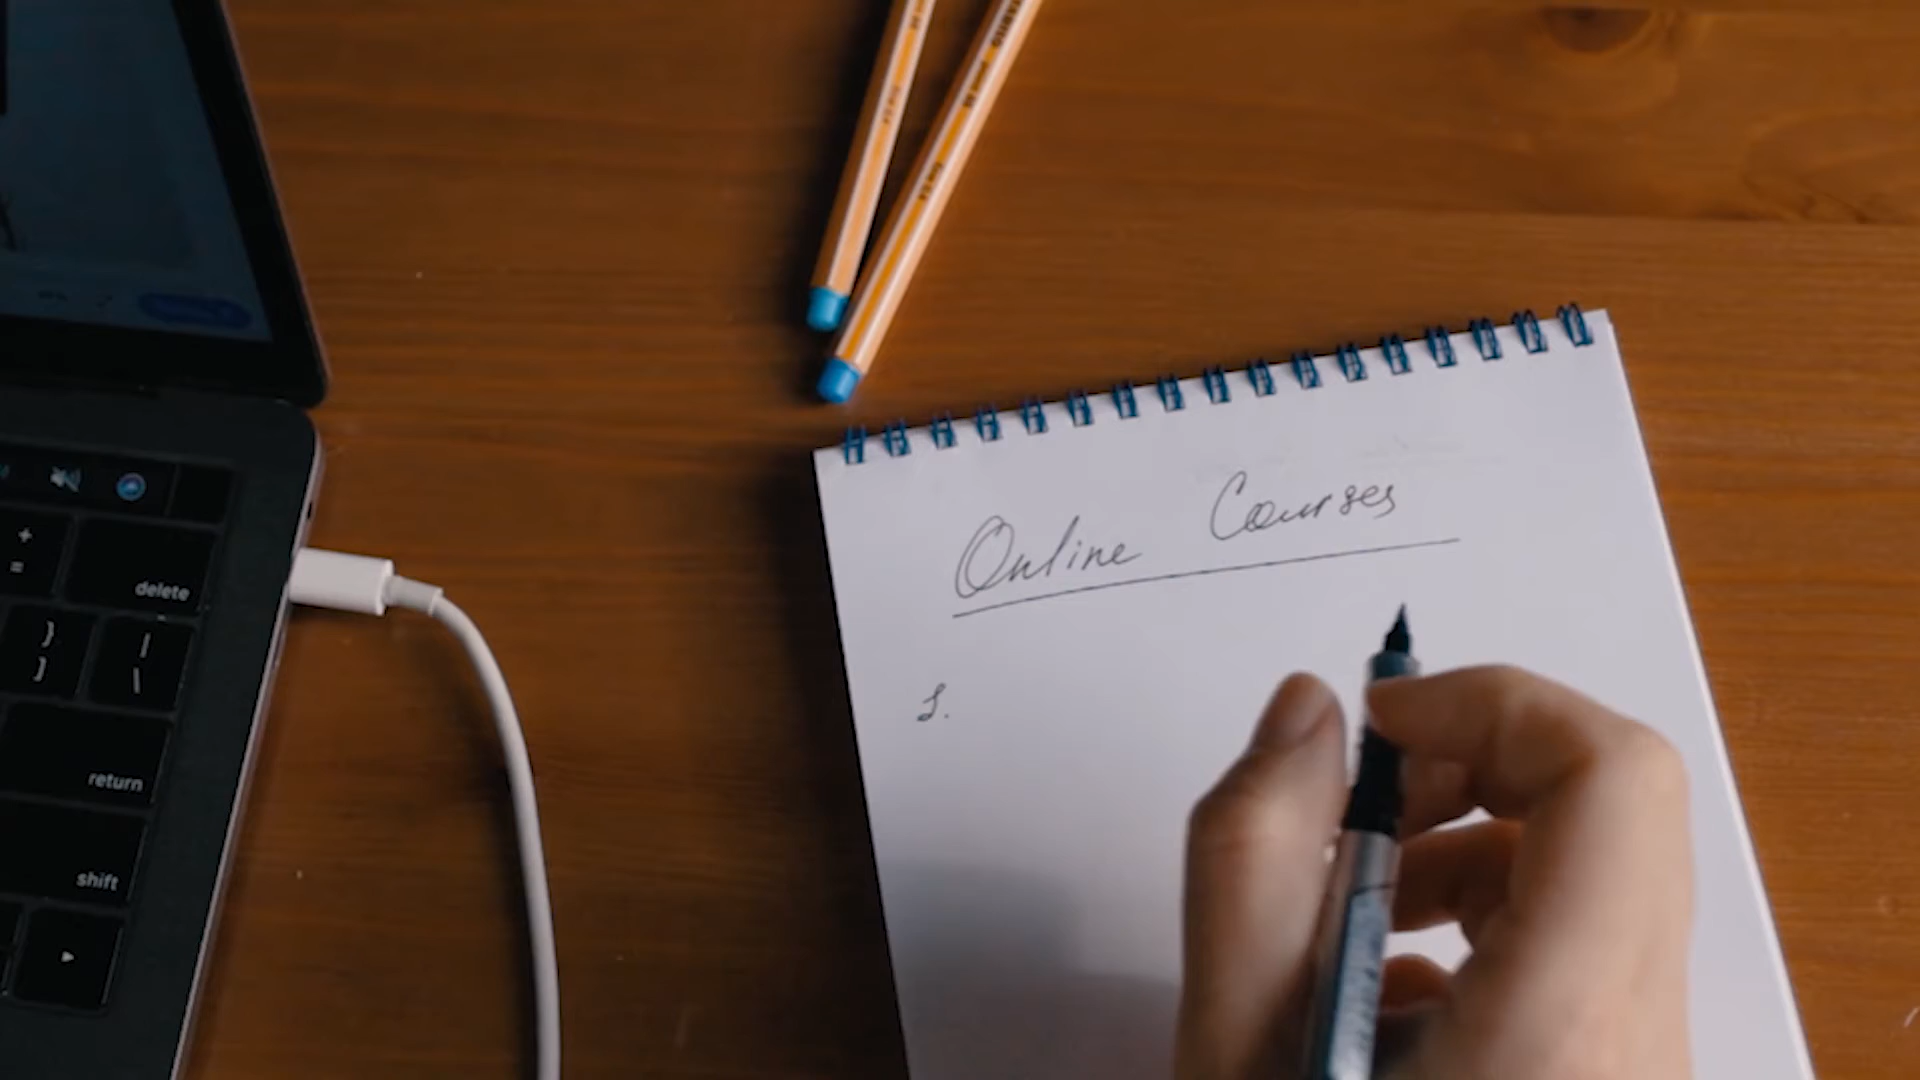 Online Courses
1.
+
=
delete
}
]
|
\
return
shift